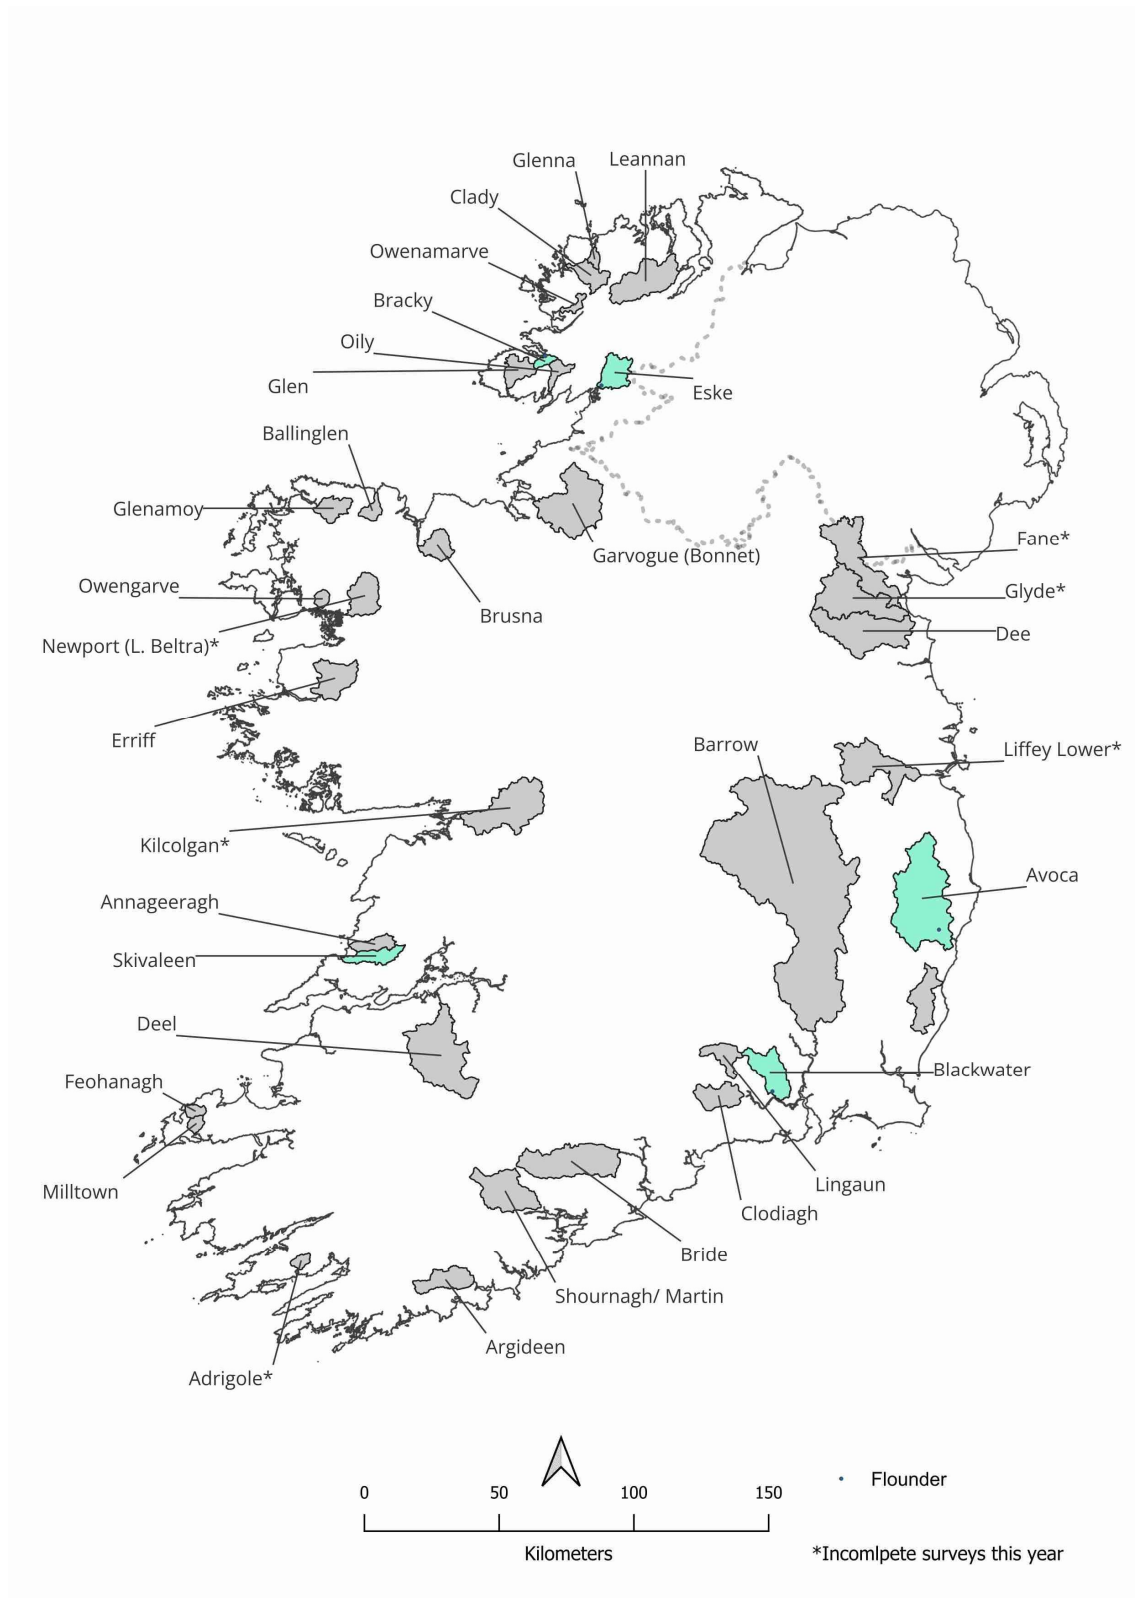 Glenna
Leannan
Clady
Owenamarve
Bracky
Oily
Glen
Eske
Ballinglen
Glenamoy
Garvogue (Bonnet)
Fane*
Owengarve
Glyde*
Brusna
Dee
Newport (L. Beltra)*
Erriff
Barrow
Liffey Lower*
Kilcolgan*
Avoca
Annageeragh
Skivaleen
Deel
Feohanagh
Blackwater
Milltown
Lingaun
Clodiagh
Bride
Shournagh/ Martin
Argideen
Adrigole*
0 50 100 150
Kilometers
Flounder
*Incomlpete surveys this year